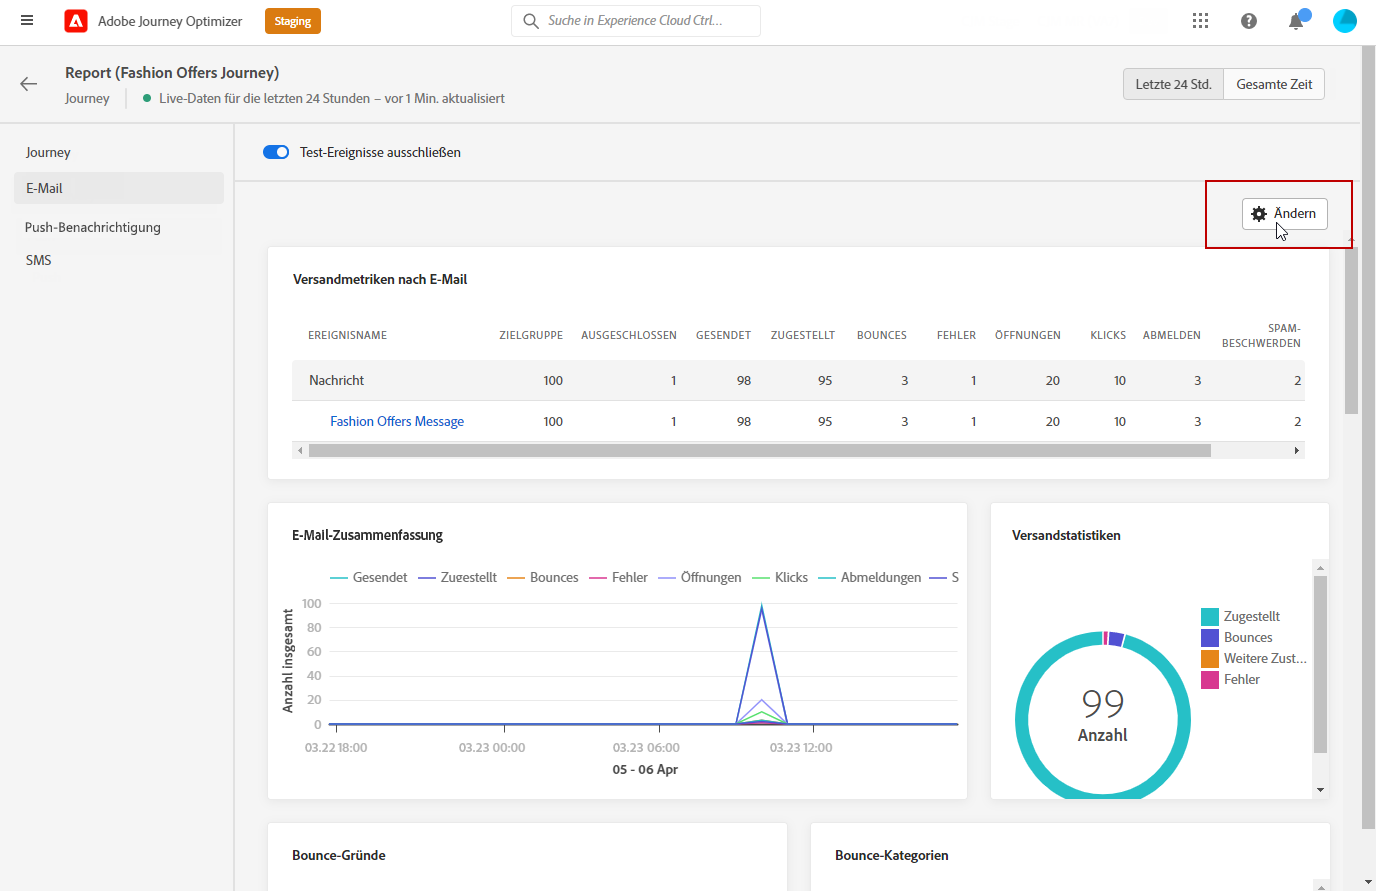 Adobe Journey Optimizer
Staging
Suche in Experience Cloud Ctrl...
Report (Fashion Offers Journey)
Journey
Live-Daten für die letzten 24 Stunden – vor 1 Min. aktualisiert
Letzte 24 Std.
Gesamte Zeit
Journey
E-Mail
Push-Benachrichtigung
SMS
Test-Ereignisse ausschließen
Ändern
Versandmetriken nach E-Mail
EREIGNISNAME ZIELGRUPPE AUSGESCHLOSSEN GESENDET ZUGESTELLT BOUNCES FEHLER ÖFFNUNGEN KLICKS ABMELDEN SPAM-
BESCHWERDEN
Nachricht 100 1 98 95 3 1 20 10 3 2
Fashion Offers Message 100 1 98 95 3 1 20 10 3 2
E-Mail-Zusammenfassung
Gesendet Zugestellt Bounces Fehler Öffnungen Klicks Abmeldungen S
Anzahl insgesamt
100
80
60
40
20
0
03.22 18:00 03.23 00:00 03.23 06:00 03.23 12:00
05 - 06 Apr
Versandstatistiken
Zugestellt
Bounces
Weitere Zust...
Fehler
99
Anzahl
Bounce-Gründe
Bounce-Kategorien